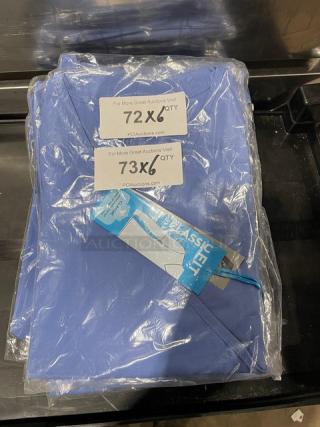 For More Great Auctions Visit
72X6 QTY
PCIAuctions.com
For More Great Auctions Visit
73X6 QTY
PCIAuctions.com
CLASSIC FIT